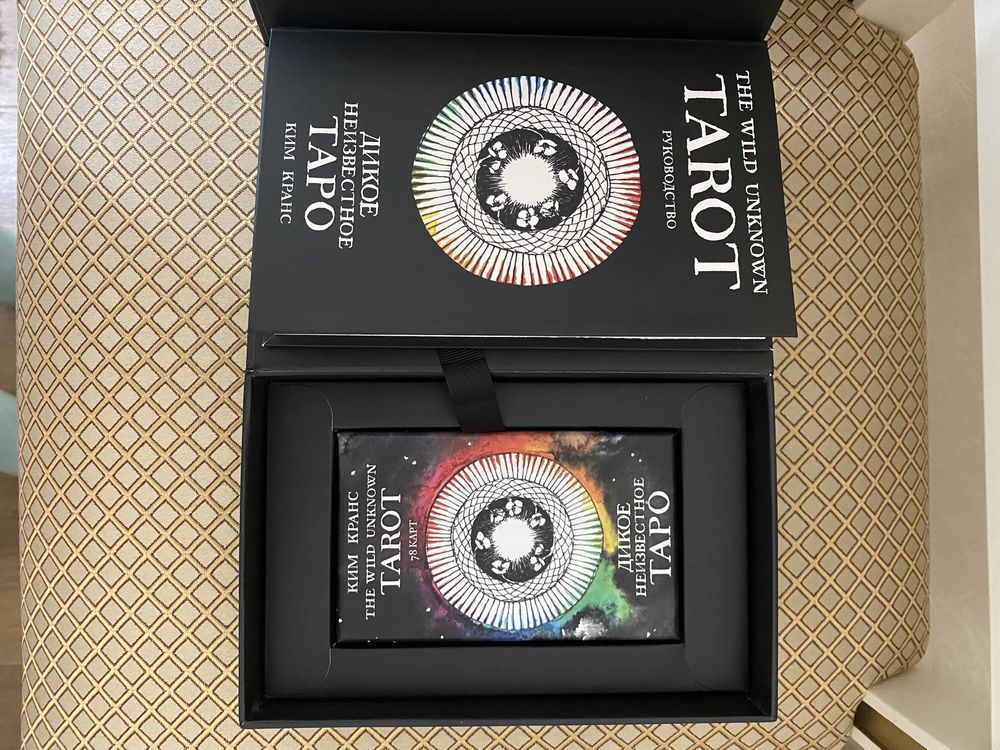 THE WILD UNKNOWN
TAROT
РУКОВОДСТВО
ДИКОЕ
НЕИЗВЕСТНОЕ
ТАРО
КИМ КРАНС
КИМ КРАНС
THE WILD UNKNOWN
TAROT
78 КАРТ
ДИКОЕ
НЕИЗВЕСТНОЕ
ТАРО